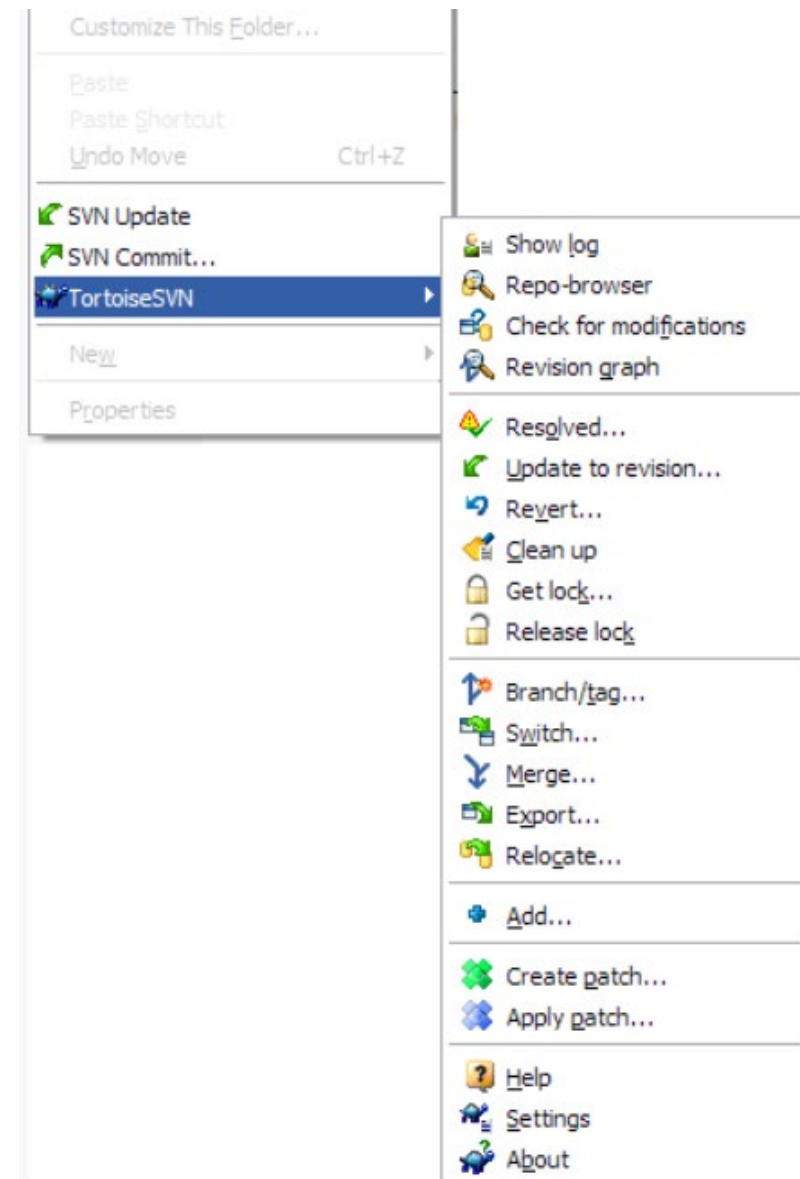 Customize This Folder...
Paste
Paste Shortcut
Undo Move Ctrl+Z
SVN Update
SVN Commit...
TortoiseSVN
New
Properties
Show log
Repo-browser
Check for modifications
Revision graph
Resolved...
Update to revision...
Revert...
Clean up
Get lock...
Release lock
Branch/tag...
Switch...
Merge...
Export...
Relocate...
Add...
Create patch...
Apply patch...
Help
Settings
About